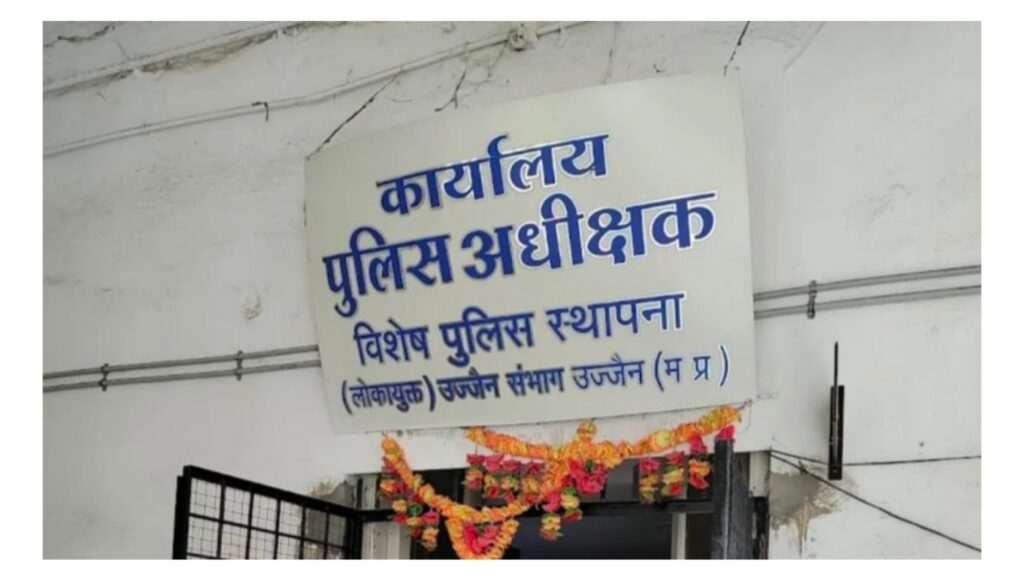 कार्यालय
पुलिस अधीक्षक
विशेष पुलिस स्थापना
(लोकायुक्त) उज्जैन संभाग उज्जैन (म प्र )